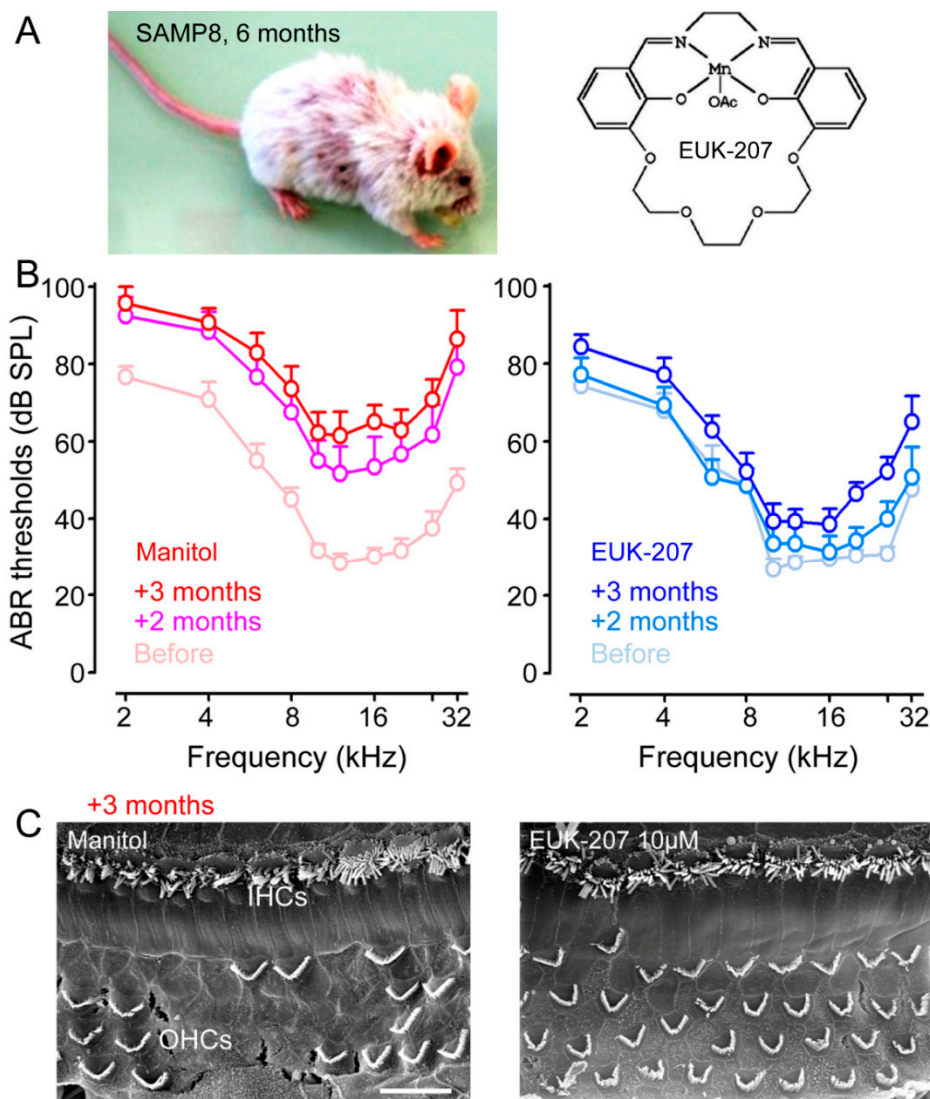 A
SAMP8, 6 months
N
N
Mn
O
OAc
O
EUK-207
O
O
O
O
B
ABR thresholds (dB SPL)
100
80
60
40
20
0
Manitol
+3 months
+2 months
Before
2
4
8
16
32
Frequency (kHz)
100
80
60
40
20
0
EUK-207
+3 months
+2 months
Before
2
4
8
16
32
Frequency (kHz)
+3 months
C
Manitol
IHCs
OHCs
EUK-207 10µM